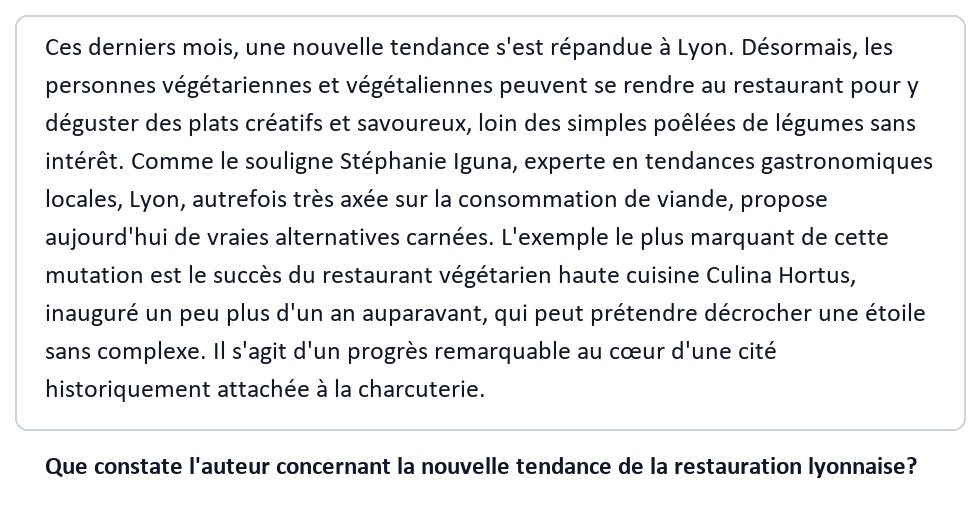 Ces derniers mois, une nouvelle tendance s'est répandue à Lyon. Désormais, les
personnes végétariennes et végétaliennes peuvent se rendre au restaurant pour y
déguster des plats créatifs et savoureux, loin des simples poêlées de légumes sans
intérêt. Comme le souligne Stéphanie Iguna, experte en tendances gastronomiques
locales, Lyon, autrefois très axée sur la consommation de viande, propose
aujourd'hui de vraies alternatives carnées. L'exemple le plus marquant de cette
mutation est le succès du restaurant végétarien haute cuisine Culina Hortus,
inauguré un peu plus d'un an auparavant, qui peut prétendre décrocher une étoile
sans complexe. Il s'agit d'un progrès remarquable au cœur d'une cité
historiquement attachée à la charcuterie.
Que constate l'auteur concernant la nouvelle tendance de la restauration lyonnaise?